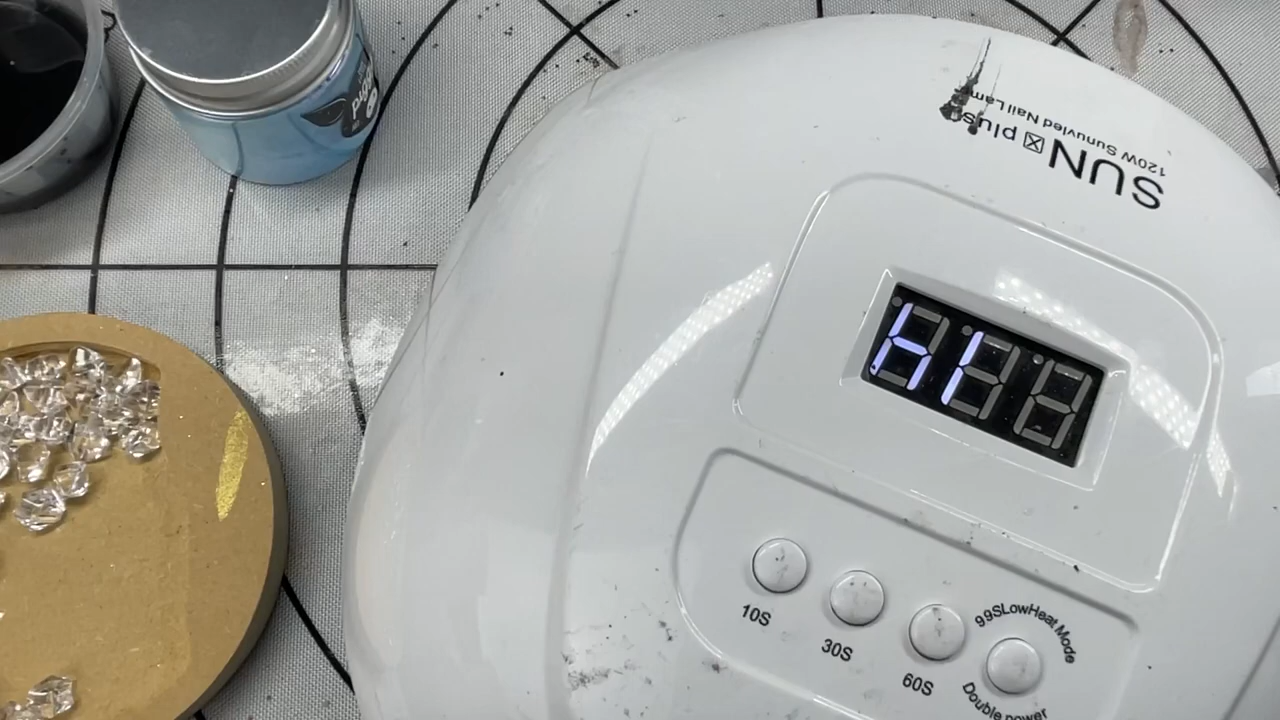 SUN X plus
120W Sunuvled Nail Lamp
10S
30S
60S
99SLowHeat Mode
Double power